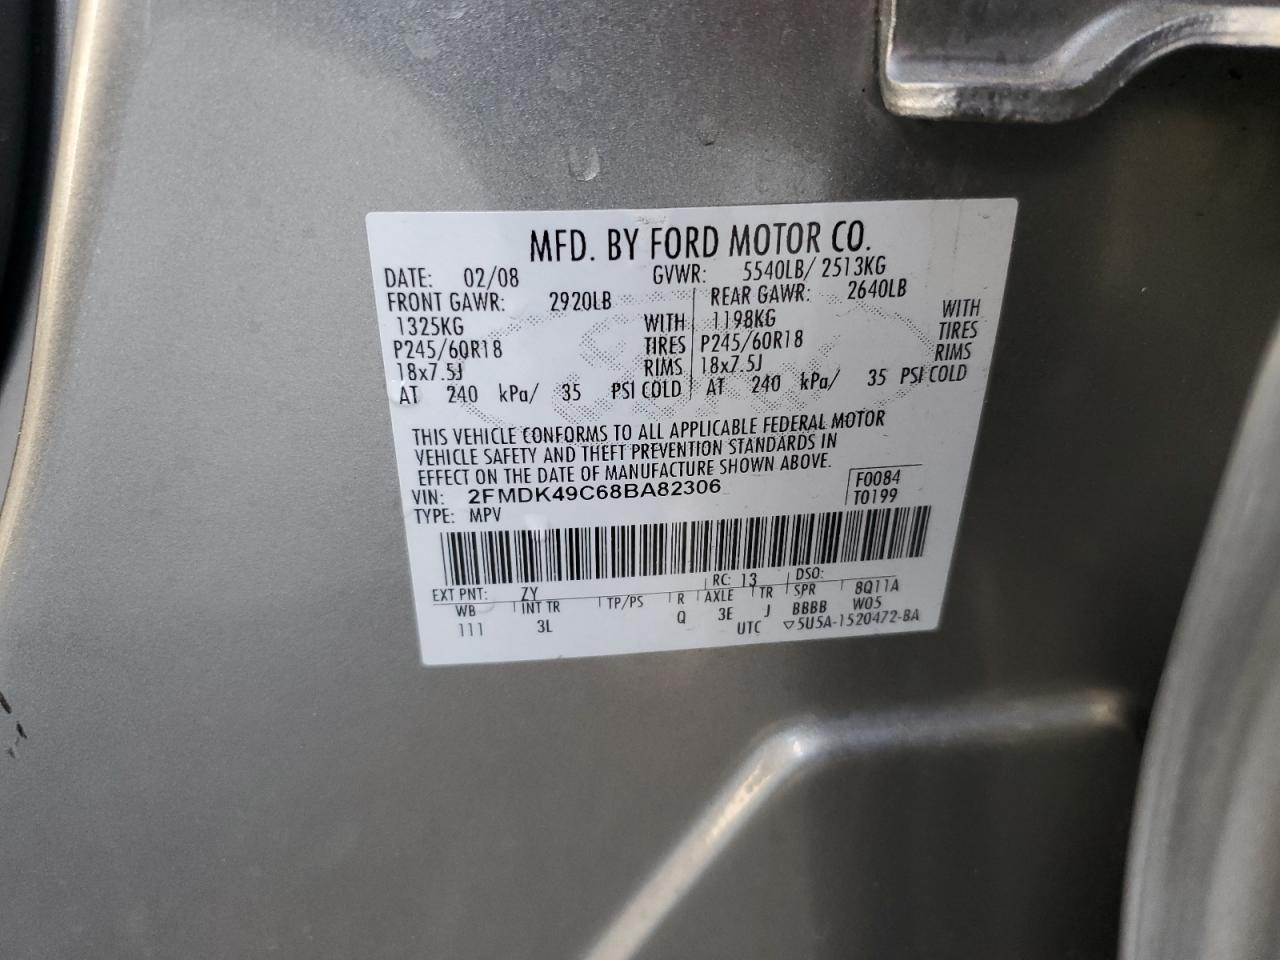 MFD. BY FORD MOTOR CO.
DATE: 02/08 GVWR: 5540LB/ 2513KG
FRONT GAWR: 2920LB REAR GAWR: 2640LB
1325KG WITH 1198KG WITH
P245/60R18 TIRES P245/60R18 TIRES
18x7.5J RIMS 18x7.5J RIMS
AT 240 kPa/ 35 PSI COLD AT 240 kPa/ 35 PSI COLD
THIS VEHICLE CONFORMS TO ALL APPLICABLE FEDERAL MOTOR
VEHICLE SAFETY AND THEFT PREVENTION STANDARDS IN
EFFECT ON THE DATE OF MANUFACTURE SHOWN ABOVE.
VIN: 2FMDK49C68BA82306 F0084
TYPE: MPV T0199
EXT PNT: ZY RC: 13 DSO:
WB INT TR TP/PS R AXLE TR SPR 8Q11A
111 3L Q 3E J BBBB W05
UTC ▽5U5A-1520472-BA